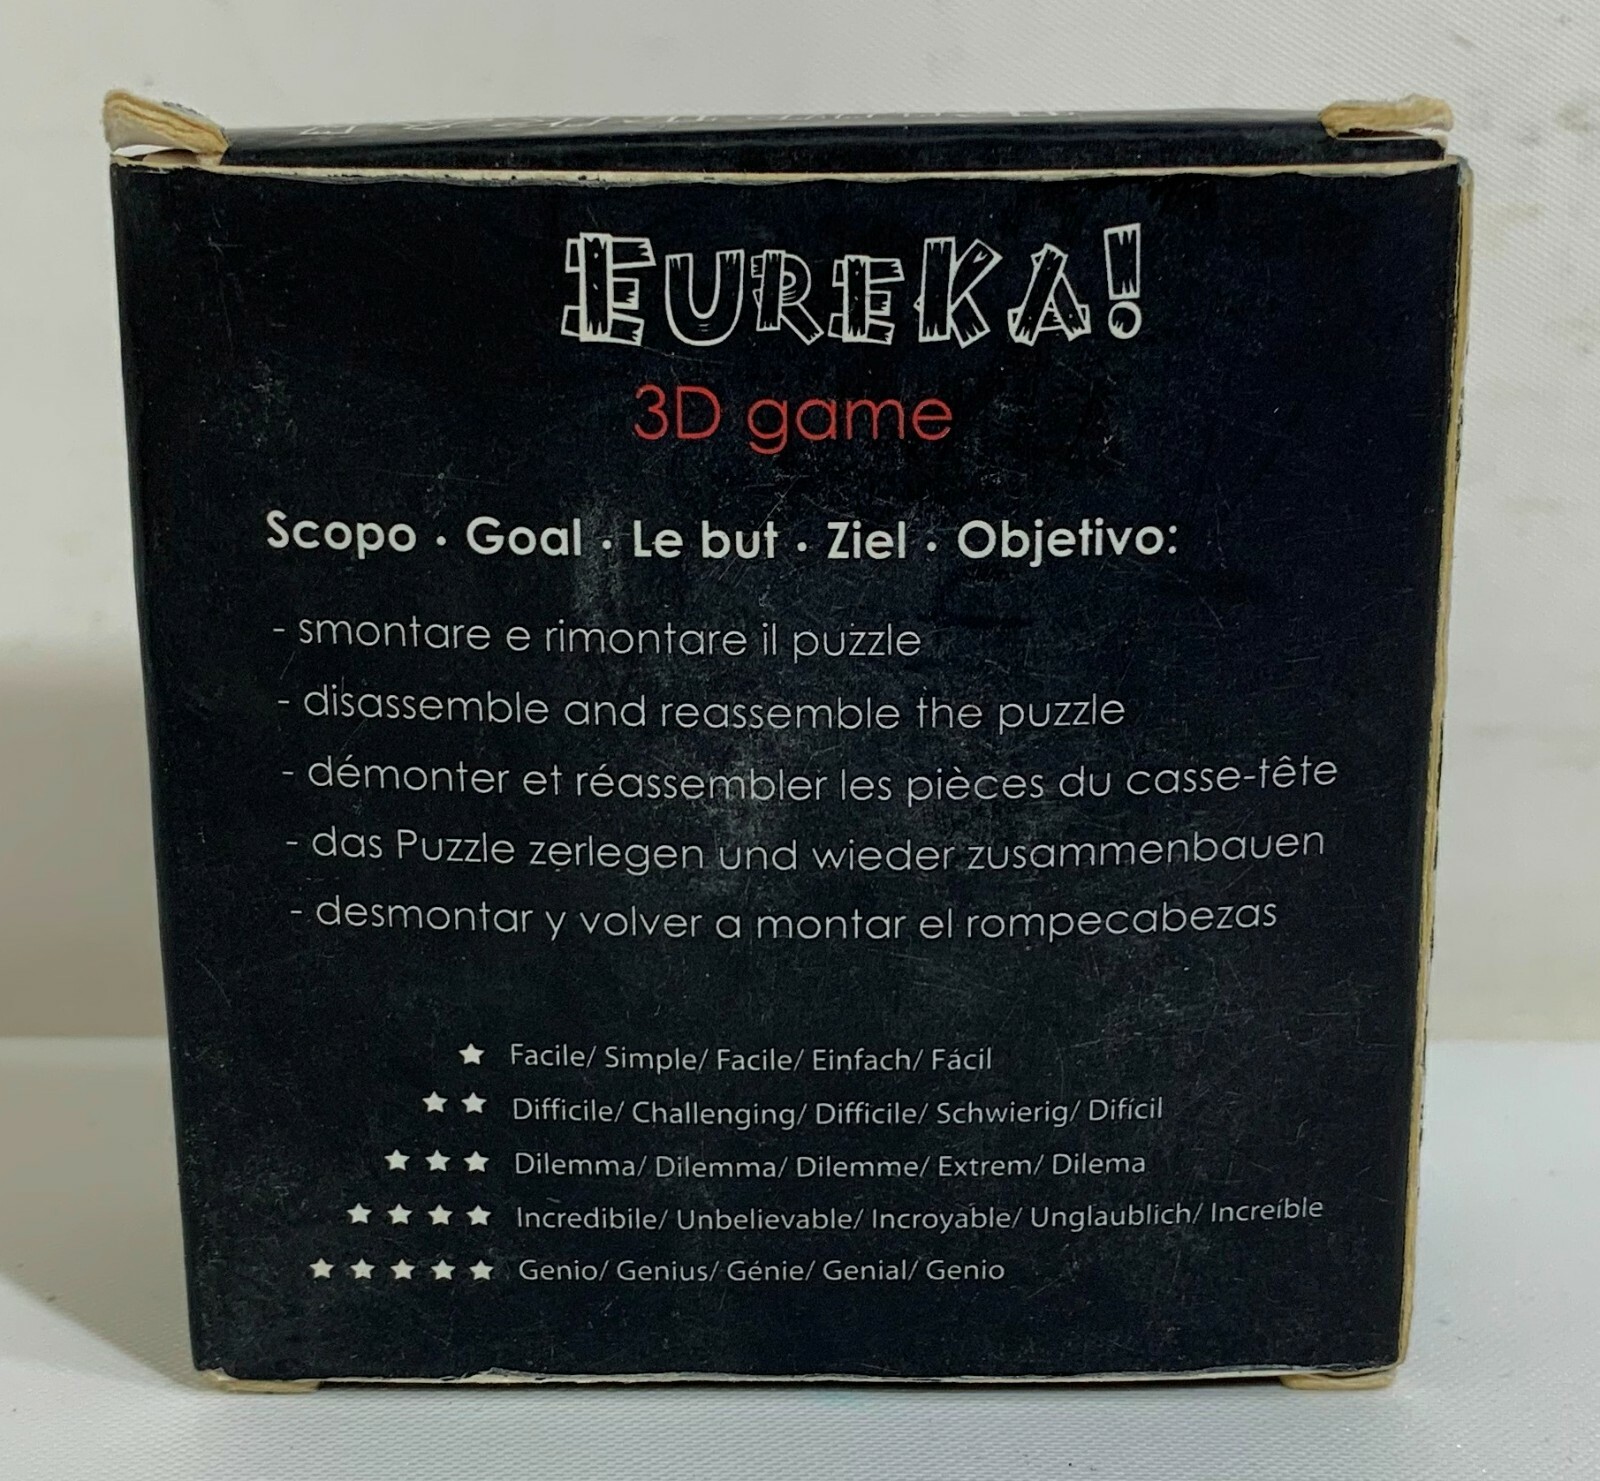 EUREKA!
3D game
Scopo · Goal · Le but · Ziel · Objetivo:
- smontare e rimontare il puzzle
- disassemble and reassemble the puzzle
- démonter et réassembler les pièces du casse-tête
- das Puzzle zerlegen und wieder zusammenbauen
- desmontar y volver a montar el rompecabezas
★ Facile/ Simple/ Facile/ Einfach/ Fácil
★ ★ Difficile/ Challenging/ Difficile/ Schwierig/ Difícil
★ ★ ★ Dilemma/ Dilemma/ Dilemme/ Extrem/ Dilema
★ ★ ★ ★ Incredibile/ Unbelievable/ Incroyable/ Unglaublich/ Increíble
★ ★ ★ ★ ★ Genio/ Genius/ Génie/ Genial/ Genio